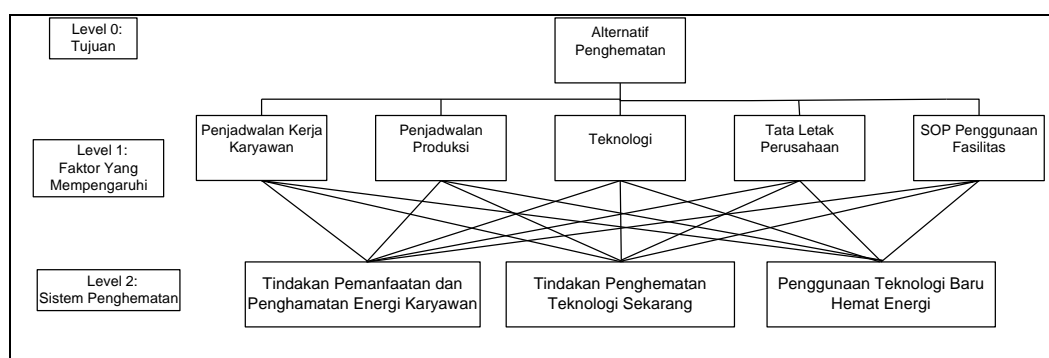 Level 0:
Tujuan
Alternatif
Penghematan
Level 1:
Faktor Yang
Mempengaruhi
Penjadwalan Kerja
Karyawan
Penjadwalan
Produksi
Teknologi
Tata Letak
Perusahaan
SOP Penggunaan
Fasilitas
Level 2:
Sistem Penghematan
Tindakan Pemanfaatan dan
Penghamatan Energi Karyawan
Tindakan Penghematan
Teknologi Sekarang
Penggunaan Teknologi Baru
Hemat Energi